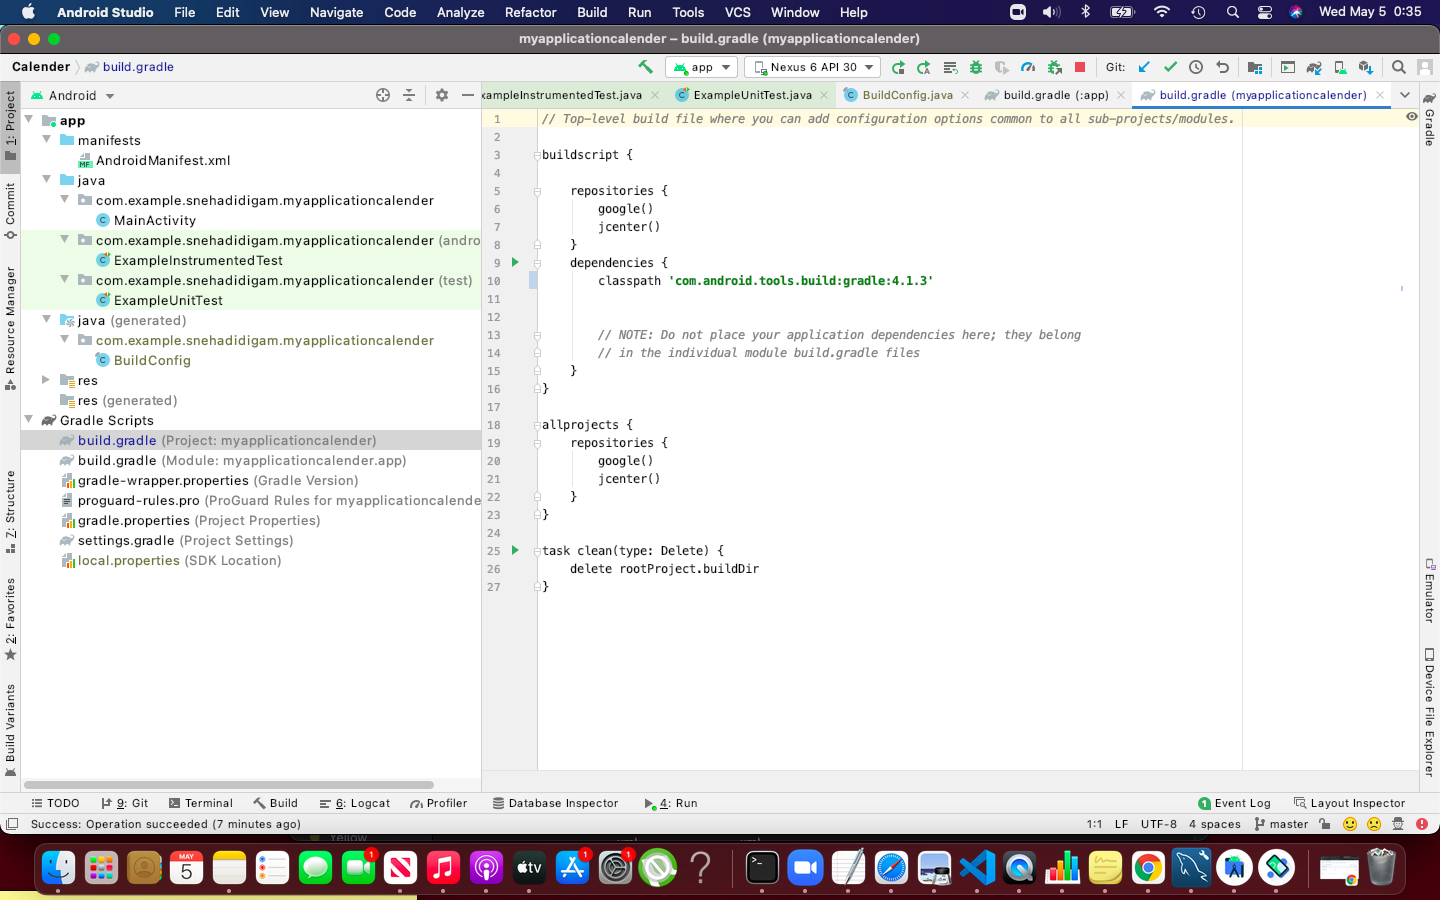 Android Studio File Edit View Navigate Code Analyze Refactor Build Run Tools VCS Window Help Wed May 5 0:35
myapplicationcalender – build.gradle (myapplicationcalender)
Calender build.gradle app Nexus 6 API 30 Git:
Android
xampleInstrumentedTest.java ExampleUnitTest.java BuildConfig.java build.gradle (:app) build.gradle (myapplicationcalender)
1: Project
Commit
Resource Manager
Z: Structure
2: Favorites
Build Variants
app
manifests
AndroidManifest.xml
java
com.example.snehadidigam.myapplicationcalender
MainActivity
com.example.snehadidigam.myapplicationcalender (andro
ExampleInstrumentedTest
com.example.snehadidigam.myapplicationcalender (test)
ExampleUnitTest
java (generated)
com.example.snehadidigam.myapplicationcalender
BuildConfig
res
res (generated)
Gradle Scripts
build.gradle (Project: myapplicationcalender)
build.gradle (Module: myapplicationcalender.app)
gradle-wrapper.properties (Gradle Version)
proguard-rules.pro (ProGuard Rules for myapplicationcalende
gradle.properties (Project Properties)
settings.gradle (Project Settings)
local.properties (SDK Location)
1 // Top-level build file where you can add configuration options common to all sub-projects/modules.
2
3 buildscript {
4
5 repositories {
6 google()
7 jcenter()
8 }
9 dependencies {
10 classpath 'com.android.tools.build:gradle:4.1.3'
11
12
13 // NOTE: Do not place your application dependencies here; they belong
14 // in the individual module build.gradle files
15 }
16 }
17
18 allprojects {
19 repositories {
20 google()
21 jcenter()
22 }
23 }
24
25 task clean(type: Delete) {
26 delete rootProject.buildDir
27 }
Gradle
Emulator
Device File Explorer
TODO 9: Git Terminal Build 6: Logcat Profiler Database Inspector 4: Run 1 Event Log Layout Inspector
Success: Operation succeeded (7 minutes ago) 1:1 LF UTF-8 4 spaces master
Yellow
MAY
5
1
tv
1
1